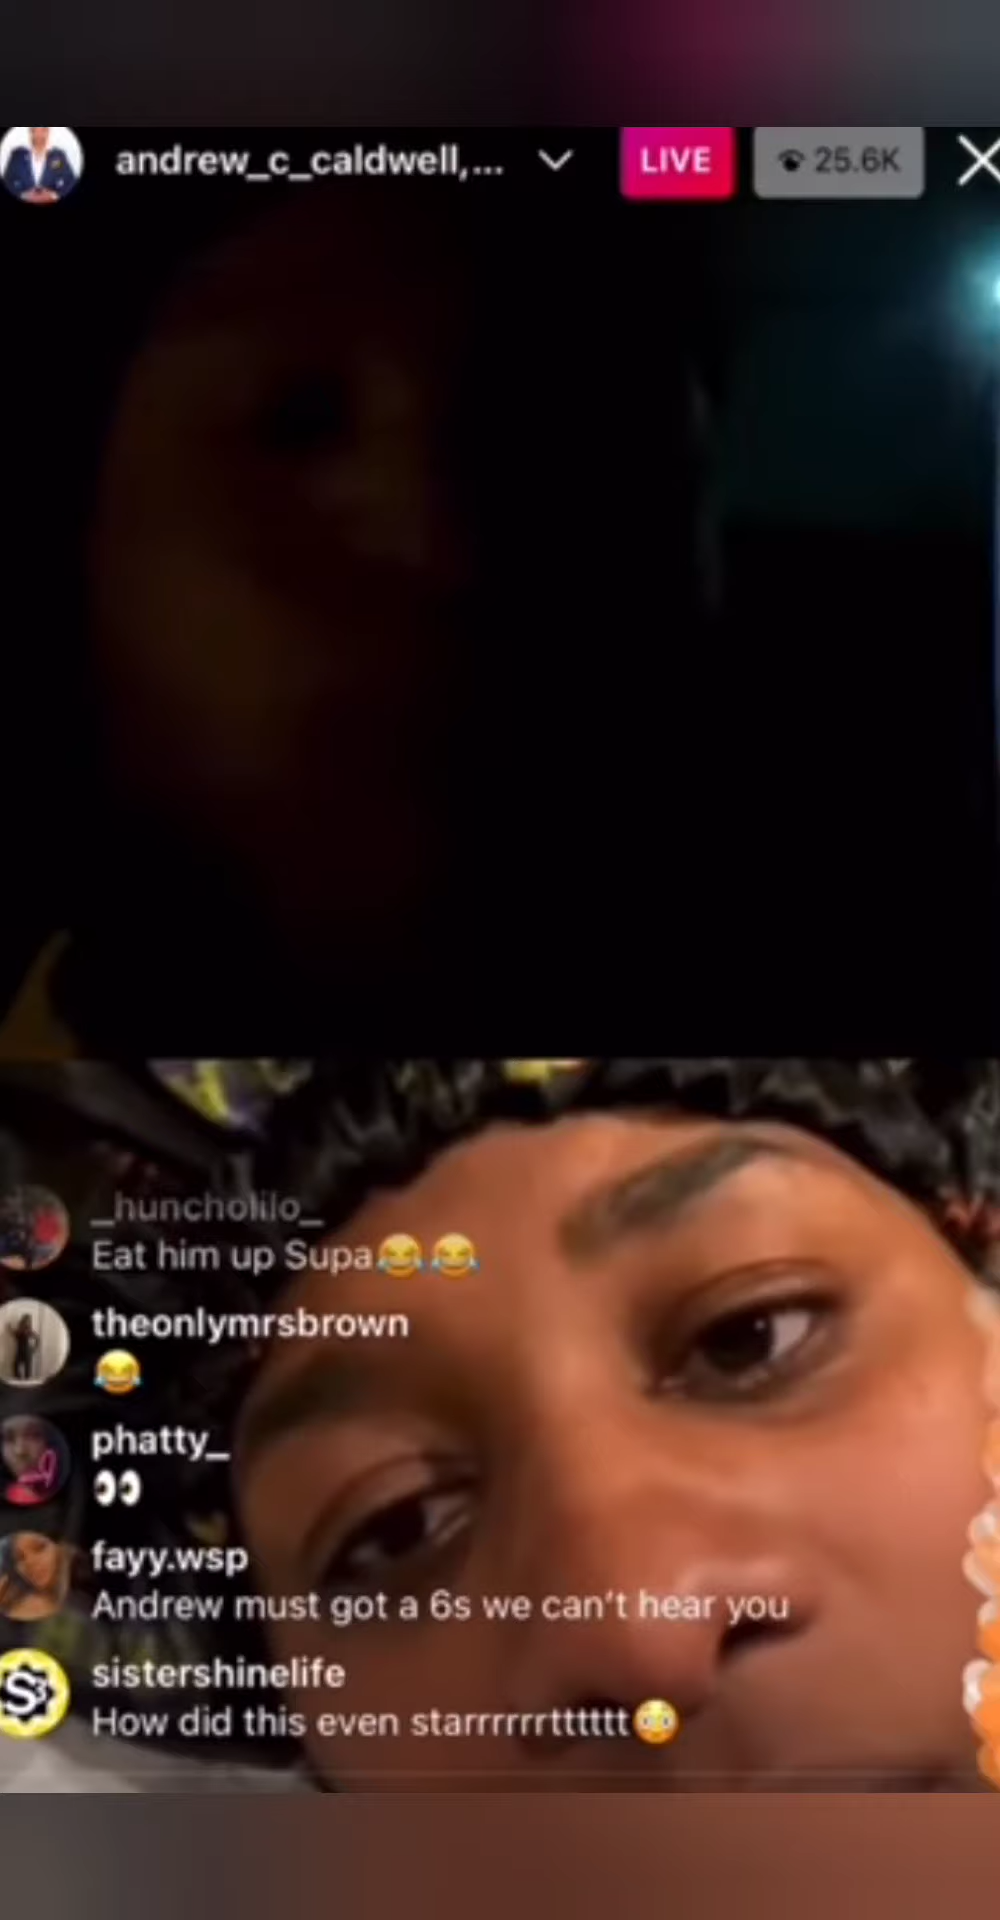 andrew_c_caldwell,...
LIVE
25.6K
_huncholilo_
Eat him up Supa😂😂
theonlymrsbrown
😂
phatty_
👀
fayy.wsp
Andrew must got a 6s we can't hear you
sistershinelife
How did this even starrrrrrtttttt😳